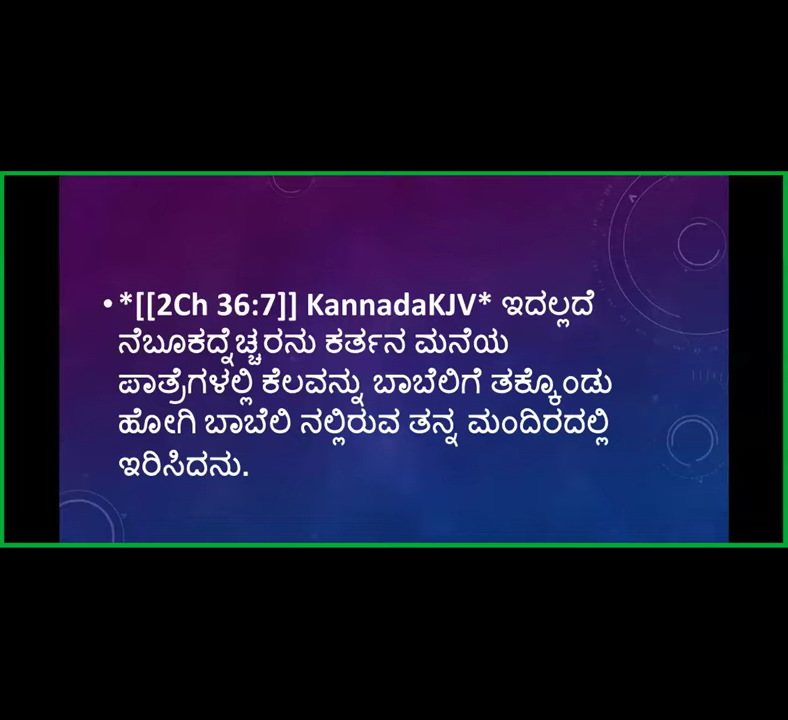 • *[[2Ch 36:7]] KannadaKJV* ಇದಲ್ಲದೆ
ನೆಬೂಕದ್ನೆಚ್ಚರನು ಕರ್ತನ ಮನೆಯ
ಪಾತ್ರೆಗಳಲ್ಲಿ ಕೆಲವನ್ನು ಬಾಬೆಲಿಗೆ ತಕ್ಕೊಂಡು
ಹೋಗಿ ಬಾಬೆಲಿ ನಲ್ಲಿರುವ ತನ್ನ ಮಂದಿರದಲ್ಲಿ
ಇರಿಸಿದನು.